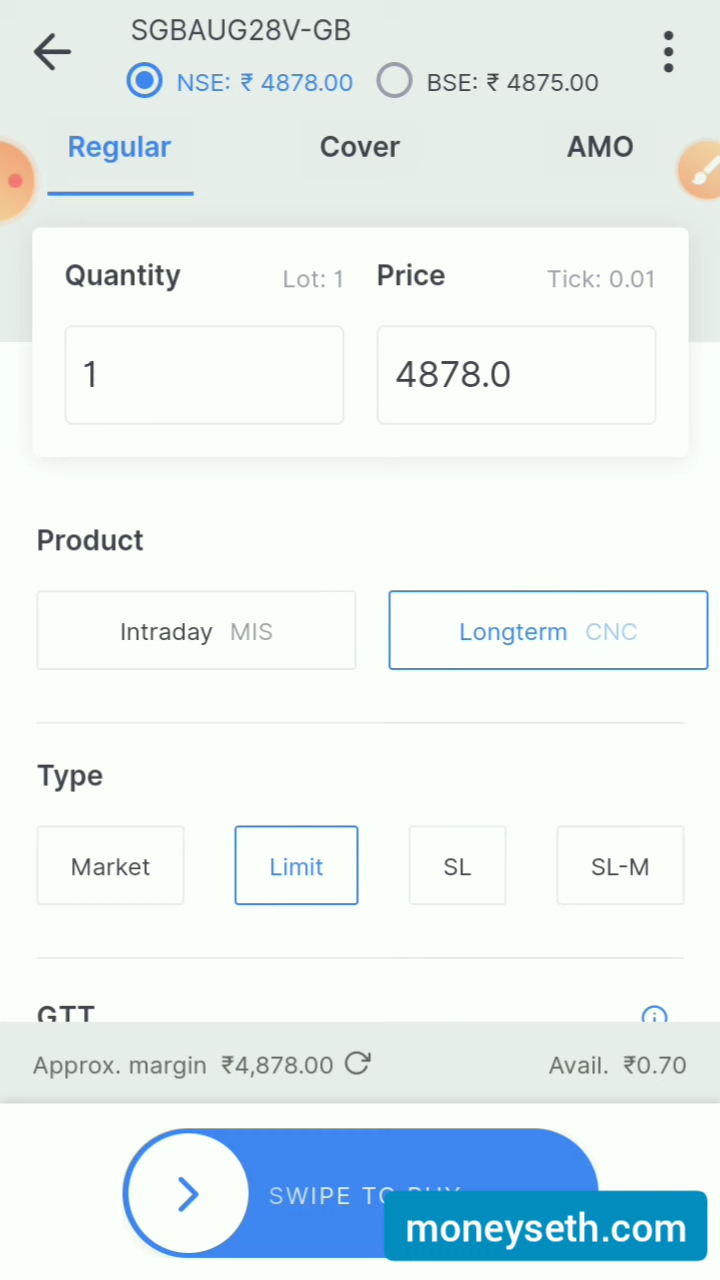 SGBAUG28V-GB
NSE: ₹ 4878.00 BSE: ₹ 4875.00
Regular Cover AMO
Quantity Lot: 1 Price Tick: 0.01
1 4878.0
Product
Intraday MIS Longterm CNC
Type
Market Limit SL SL-M
GTT
Approx. margin ₹4,878.00 Avail. ₹0.70
SWIPE TO BUY
moneyseth.com